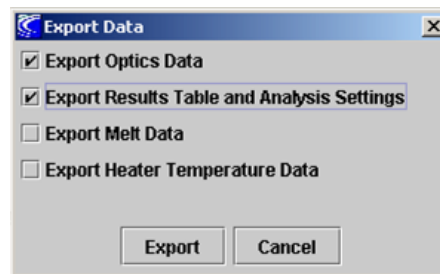 Export Data
Export Optics Data
Export Results Table and Analysis Settings
Export Melt Data
Export Heater Temperature Data
Export Cancel